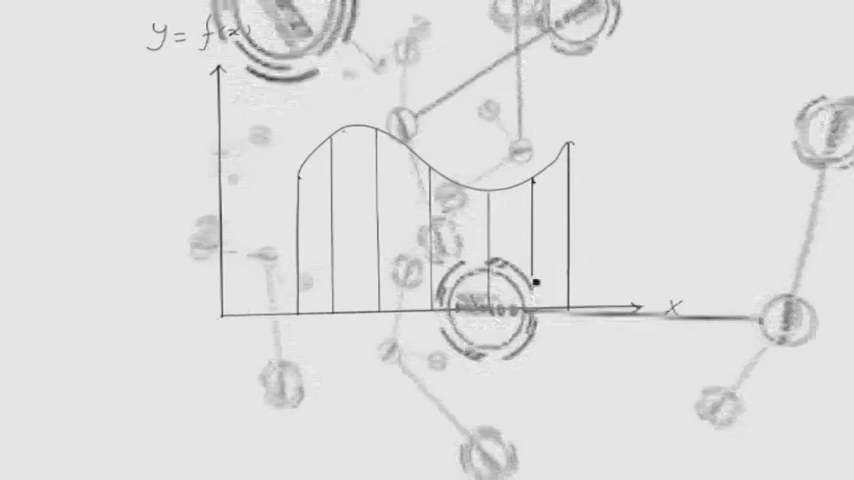 y = f(x)
x